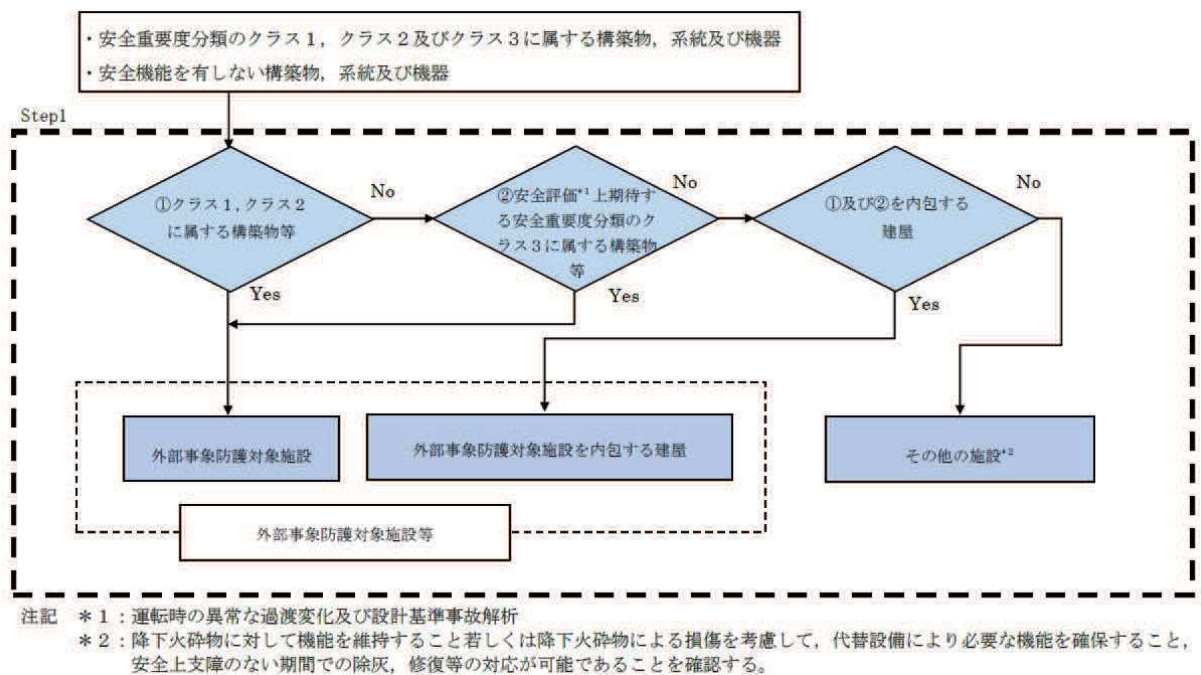 ・安全重要度分類のクラス1，クラス2及びクラス3に属する構築物，系統及び機器
・安全機能を有しない構築物，系統及び機器
Step1
①クラス1，クラス2
に属する構築物等
No
Yes
②安全評価*1上期待す
る安全重要度分類のク
ラス3に属する構築物
等
No
Yes
①及び②を内包する
建屋
No
Yes
外部事象防護対象施設
外部事象防護対象施設を内包する建屋
その他の施設*2
外部事象防護対象施設等
注記 ＊1：運転時の異常な過渡変化及び設計基準事故解析
＊2：降下火砕物に対して機能を維持すること若しくは降下火砕物による損傷を考慮して，代替設備により必要な機能を確保すること，
安全上支障のない期間での除灰，修復等の対応が可能であることを確認する。